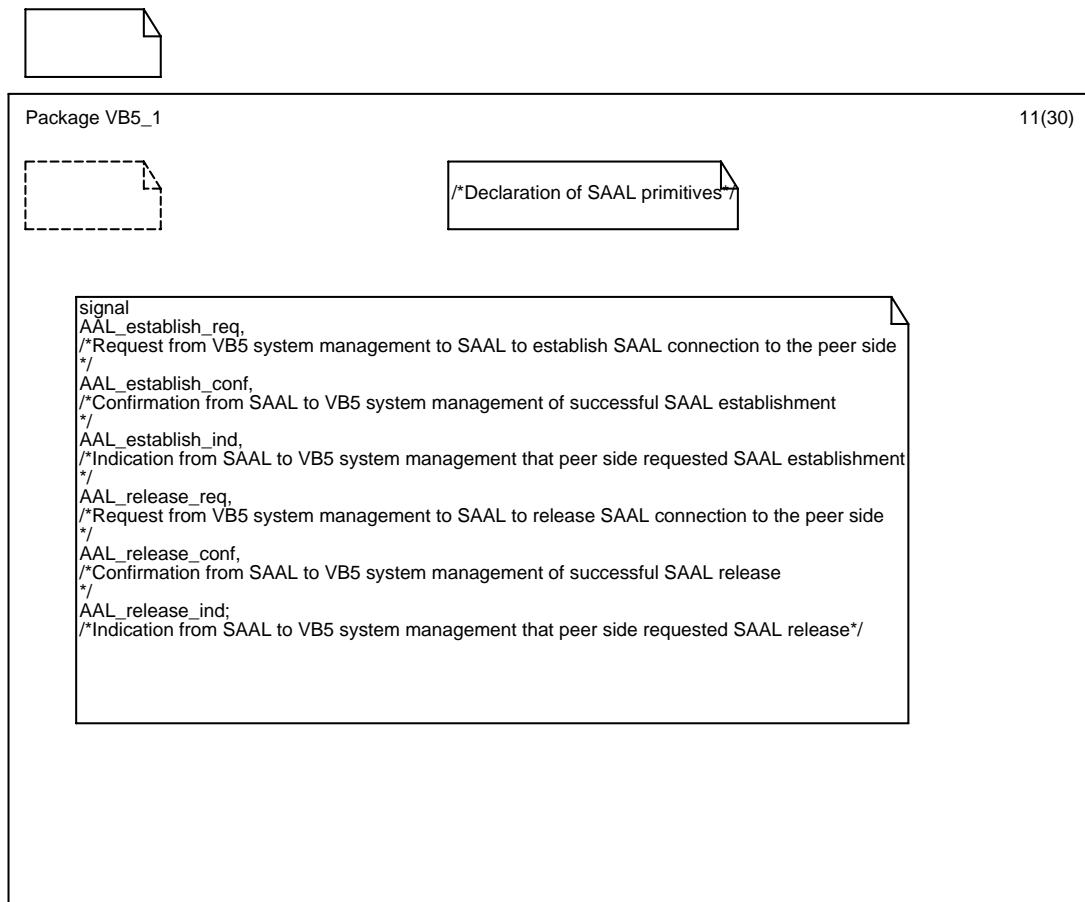 Package VB5_1
11(30)
/*Declaration of SAAL primitives*/
signal
AAL_establish_req,
/*Request from VB5 system management to SAAL to establish SAAL connection to the peer side
*/
AAL_establish_conf,
/*Confirmation from SAAL to VB5 system management of successful SAAL establishment
*/
AAL_establish_ind,
/*Indication from SAAL to VB5 system management that peer side requested SAAL establishment
*/
AAL_release_req,
/*Request from VB5 system management to SAAL to release SAAL connection to the peer side
*/
AAL_release_conf,
/*Confirmation from SAAL to VB5 system management of successful SAAL release
*/
AAL_release_ind;
/*Indication from SAAL to VB5 system management that peer side requested SAAL release*/